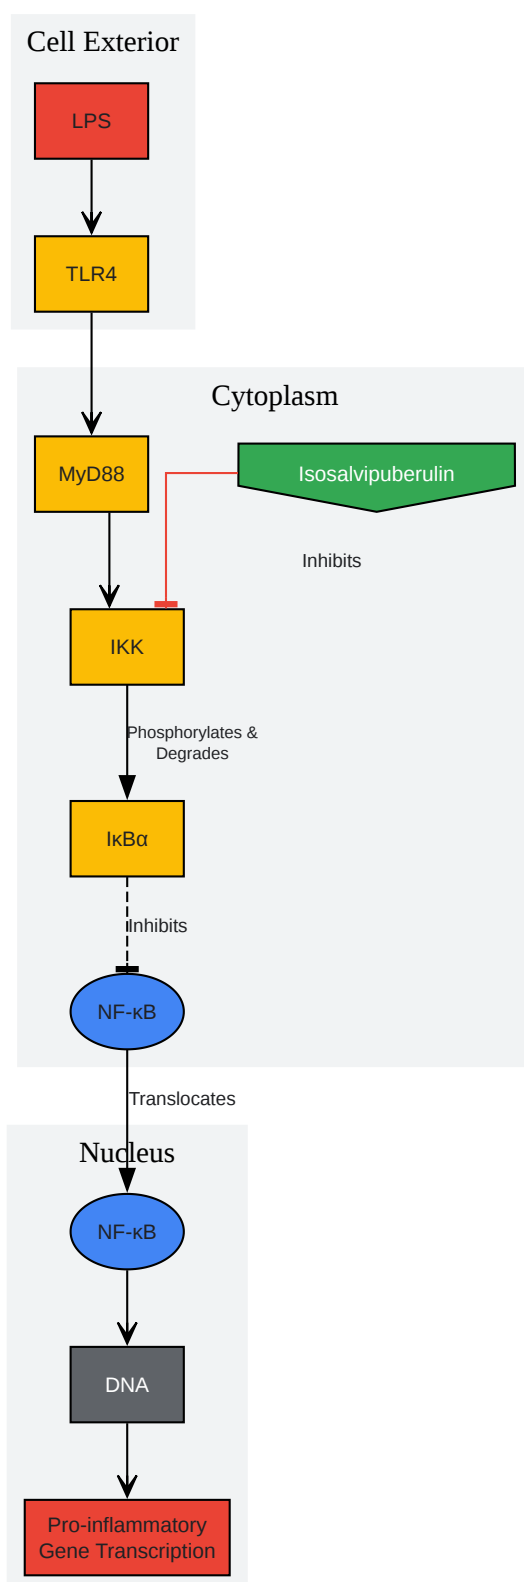 Cell Exterior
LPS
TLR4
Cytoplasm
MyD88
Isosalvipuberulin
Inhibits
IKK
Phosphorylates &
Degrades
IκBα
Inhibits
NF-κB
Translocates
Nucleus
NF-κB
DNA
Pro-inflammatory
Gene Transcription